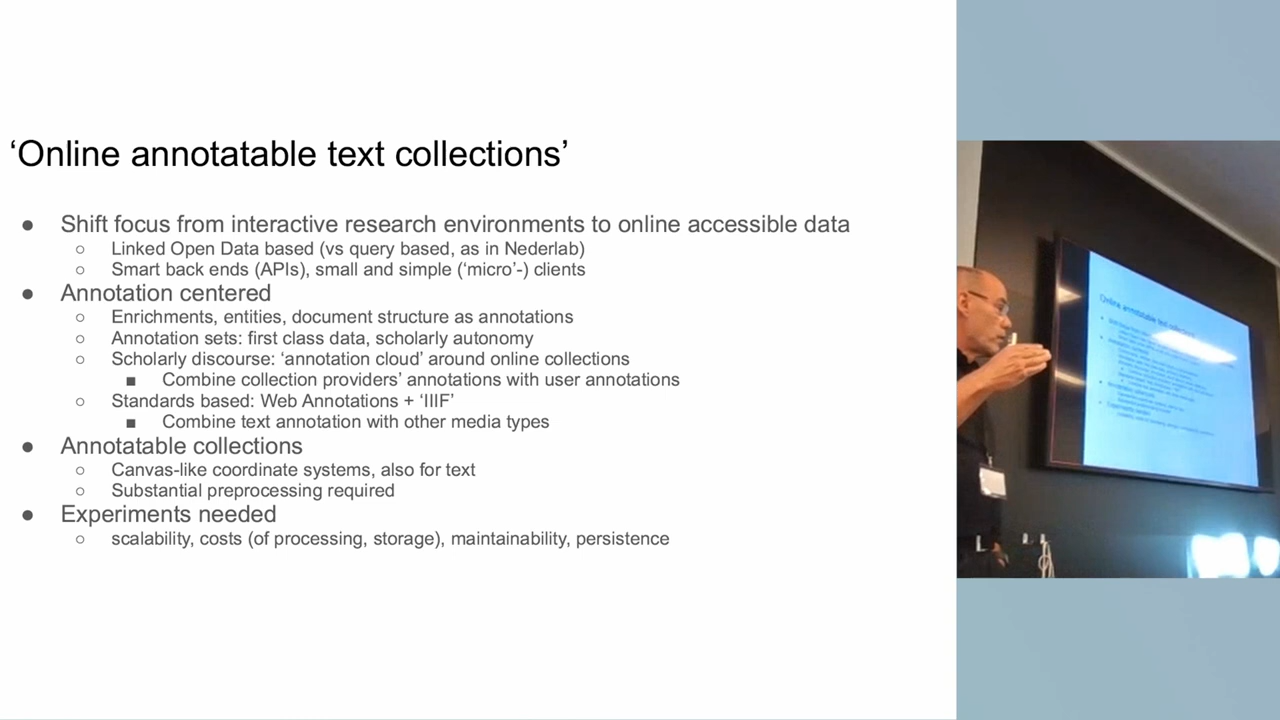 ‘Online annotatable text collections’
● Shift focus from interactive research environments to online accessible data
○ Linked Open Data based (vs query based, as in Nederlab)
○ Smart back ends (APIs), small and simple (‘micro’-) clients
● Annotation centered
○ Enrichments, entities, document structure as annotations
○ Annotation sets: first class data, scholarly autonomy
○ Scholarly discourse: ‘annotation cloud’ around online collections
■ Combine collection providers’ annotations with user annotations
○ Standards based: Web Annotations + ‘IIIF’
■ Combine text annotation with other media types
● Annotatable collections
○ Canvas-like coordinate systems, also for text
○ Substantial preprocessing required
● Experiments needed
○ scalability, costs (of processing, storage), maintainability, persistence
‘Online annotatable text collections’